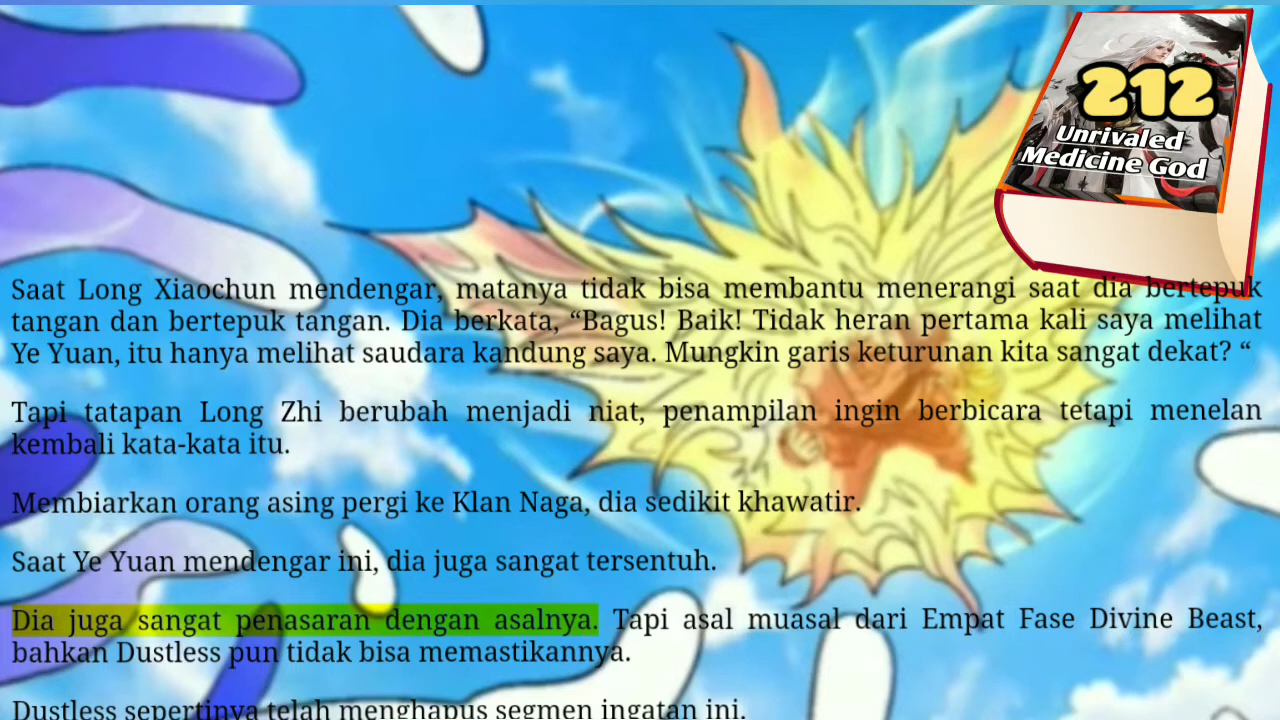 212
Unrivaled
Medicine God
Saat Long Xiaochun mendengar, matanya tidak bisa membantu menerangi saat dia bertepuk
tangan dan bertepuk tangan. Dia berkata, “Bagus! Baik! Tidak heran pertama kali saya melihat
Ye Yuan, itu hanya melihat saudara kandung saya. Mungkin garis keturunan kita sangat dekat? “
Tapi tatapan Long Zhi berubah menjadi niat, penampilan ingin berbicara tetapi menelan
kembali kata-kata itu.
Membiarkan orang asing pergi ke Klan Naga, dia sedikit khawatir.
Saat Ye Yuan mendengar ini, dia juga sangat tersentuh.
Dia juga sangat penasaran dengan asalnya. Tapi asal muasal dari Empat Fase Divine Beast,
bahkan Dustless pun tidak bisa memastikannya.
Dustless sepertinya telah menghapus segmen ingatan ini.